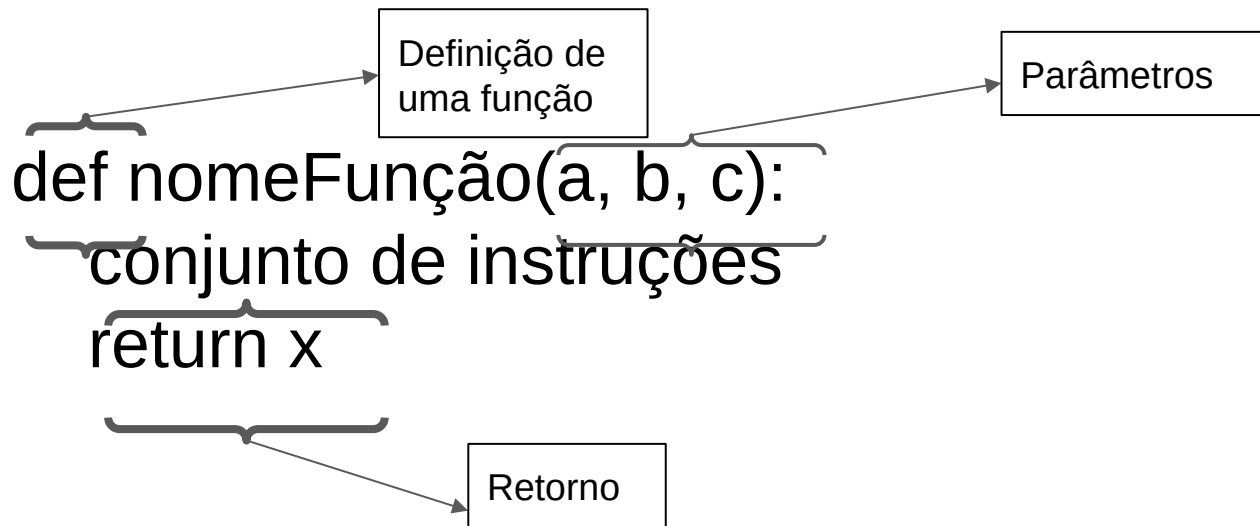 Definição de
uma função
Parâmetros
def nomeFunção(a, b, c):
conjunto de instruções
return x
Retorno